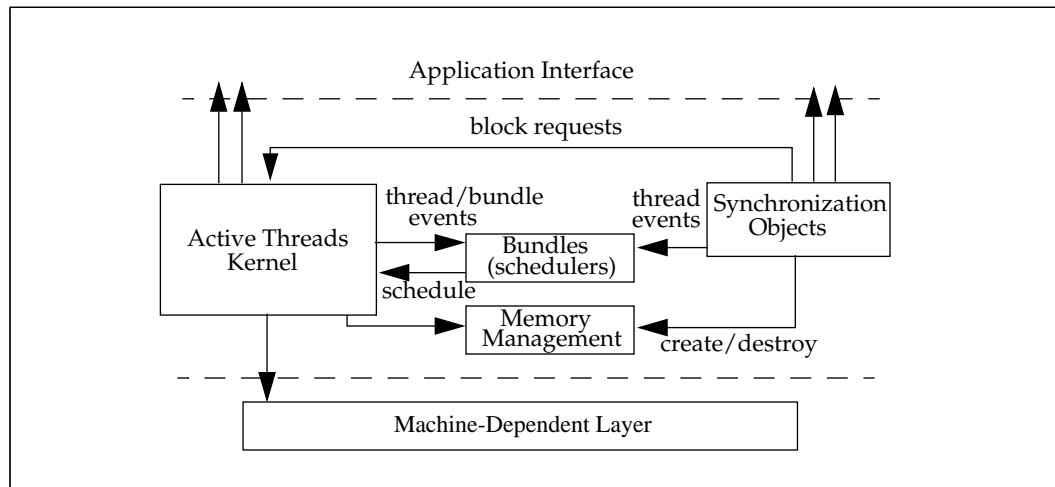 Application Interface
block requests
thread/bundle
events
thread
events
Synchronization
Objects
Active Threads
Kernel
Bundles
(schedulers)
schedule
Memory
Management
create/destroy
Machine-Dependent Layer